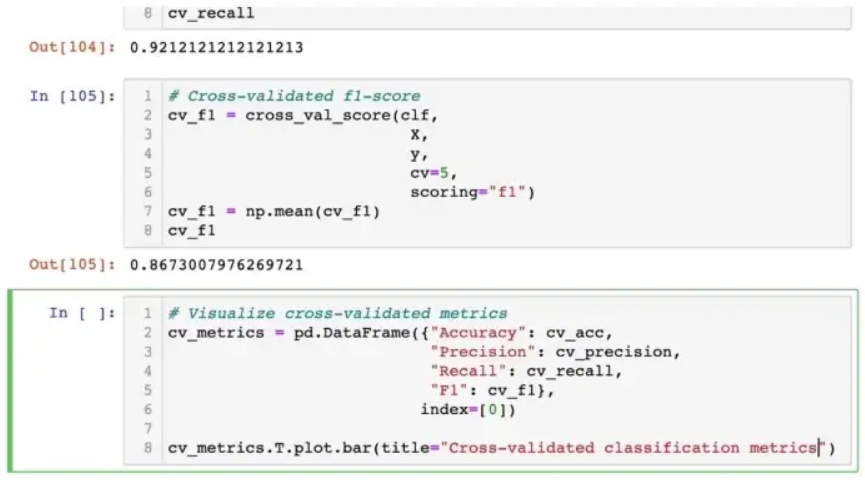 8 cv_recall
Out[104]: 0.9212121212121213
In [105]: 1 # Cross-validated f1-score
2 cv_f1 = cross_val_score(clf,
3 X,
4 y,
5 cv=5,
6 scoring="f1")
7 cv_f1 = np.mean(cv_f1)
8 cv_f1
Out[105]: 0.8673007976269721
In [ ]: 1 # Visualize cross-validated metrics
2 cv_metrics = pd.DataFrame({"Accuracy": cv_acc,
3 "Precision": cv_precision,
4 "Recall": cv_recall,
5 "F1": cv_f1},
6 index=[0])
7
8 cv_metrics.T.plot.bar(title="Cross-validated classification metrics")